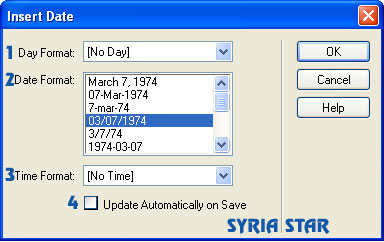 Insert Date
1 Day Format: [No Day]
OK
2 Date Format:
March 7, 1974
07-Mar-1974
7-mar-74
03/07/1974
3/7/74
1974-03-07
Cancel
Help
3 Time Format: [No Time]
4 Update Automatically on Save
SYRIA STAR